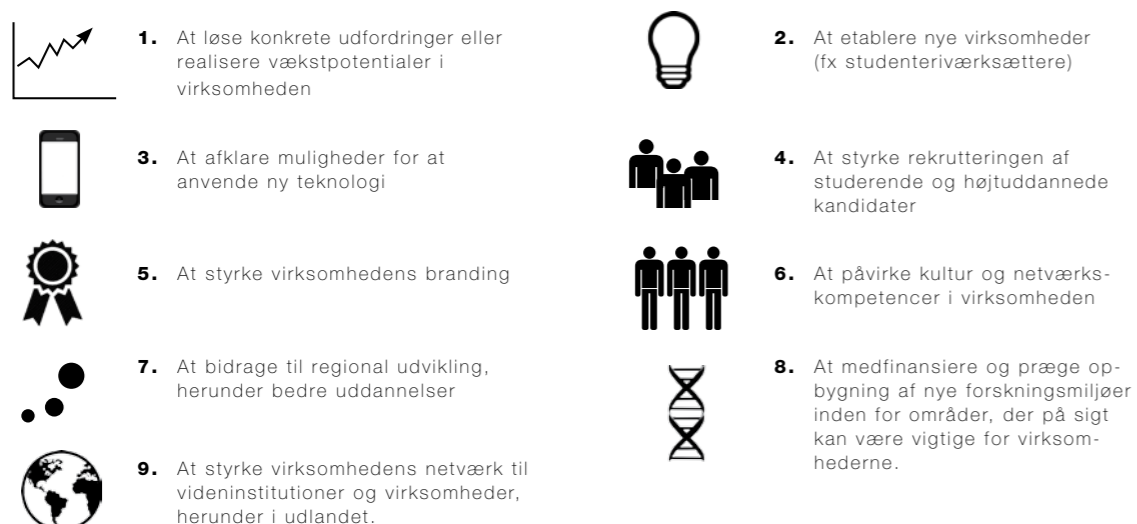 1. At løse konkrete udfordringer eller
realisere vækstpotentialer i
virksomheden
2. At etablere nye virksomheder
(fx studenteriværksættere)
3. At afklare muligheder for at
anvende ny teknologi
4. At styrke rekrutteringen af
studerende og højtuddannede
kandidater
5. At styrke virksomhedens branding
6. At påvirke kultur og netværks-
kompetencer i virksomheden
7. At bidrage til regional udvikling,
herunder bedre uddannelser
8. At medfinansiere og præge op-
bygning af nye forskningsmiljøer
inden for områder, der på sigt
kan være vigtige for virksom-
hederne.
9. At styrke virksomhedens netværk til
videninstitutioner og virksomheder,
herunder i udlandet.